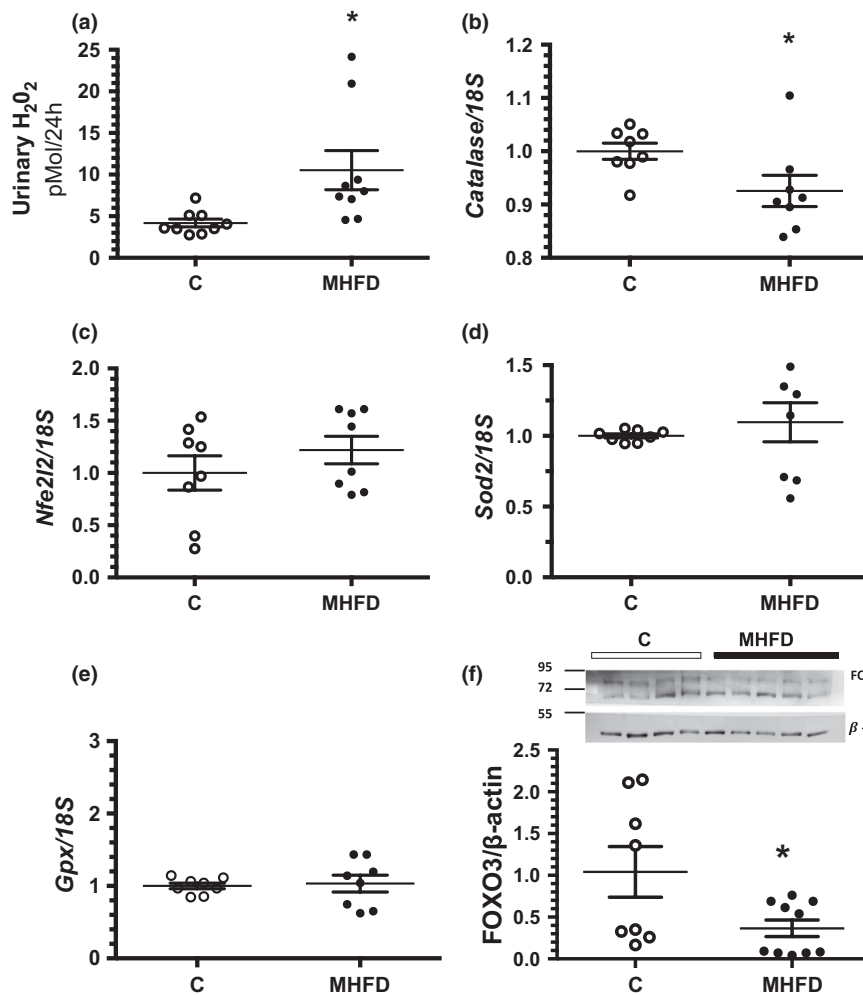 (a)
*
Urinary H2O2
pMol/24h
25
20
15
10
5
0
C
MHFD
(b)
*
Catalase/18S
1.2
1.1
1.0
0.9
0.8
C
MHFD
(c)
Nfe2l2/18S
2.0
1.5
1.0
0.5
0.0
C
MHFD
(d)
Sod2/18S
1.5
1.0
0.5
0.0
C
MHFD
(e)
Gpx/18S
3
2
1
0
C
MHFD
(f)
C
MHFD
95
72
55
FC
β -
FOXO3/β-actin
2.5
2.0
1.5
1.0
0.5
0.0
*
C
MHFD